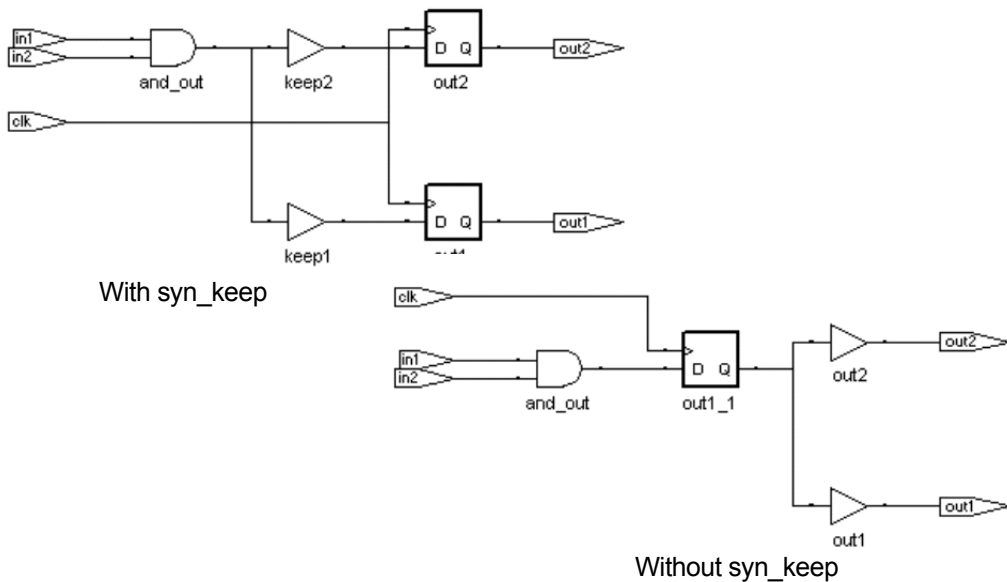 in1
in2
and_out
keep2
D Q
out2
out2
clk
keep1
D Q
out1
With syn_keep
clk
in1
in2
and_out
D Q
out1_1
out2
out2
out1
out1
Without syn_keep